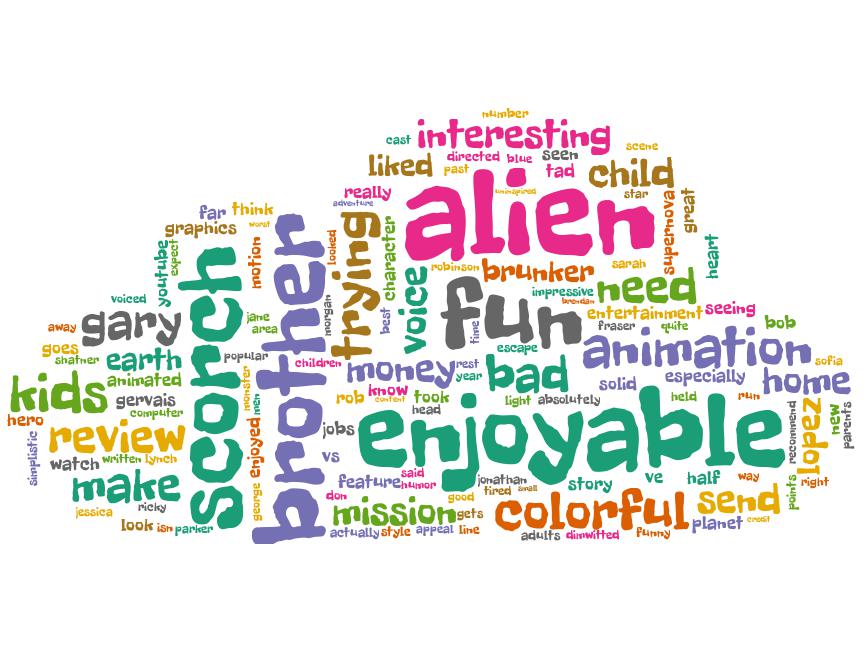 number
cast
interesting
scene
liked
directed
blue
seen
past
tad
child
uninspired
star
really
adventure
alien
supernova
great
heart
far
think
worst
graphics
youtube
expect
motion
looked
trying
character
robinson
brunker
sarah
impressive
brendan
need
voice
fun
entertainment
seeing
voiced
scorch
brother
morgan
best
time
fraser
quite
bob
away
gary
jane
area
escape
animation
sofia
goes
shatner
earth
popular
children
money
rest
year
bad
solid
especially
home
kids
animated
gervais
computer
monster
men
rob
know
content
took
head
light
absolutely
held
run
hero
simplistic
review
enjoyed
jobs
enjoyable
recommend
lopez
new
parents
watch
written
lynch
vs
make
george
feature
said
humor
jonathan
tired
small
story
ve
half
way
points
right
ricky
don
good
jessica
mission
gets
colorful
send
planet
credit
look
isn
parker
actually
style
appeal
line
adults
dimwitted
funny